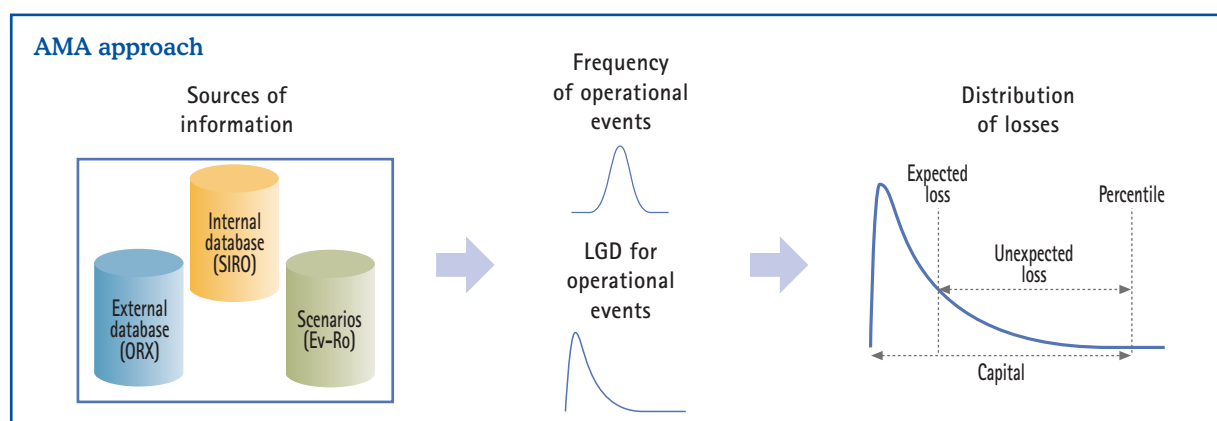 AMA approach
Sources of
information
Internal
database
(SIRO)
External
database
(ORX)
Scenarios
(Ev-Ro)
Frequency
of operational
events
LGD for
operational
events
Distribution
of losses
Expected
loss
Percentile
Unexpected
loss
Capital